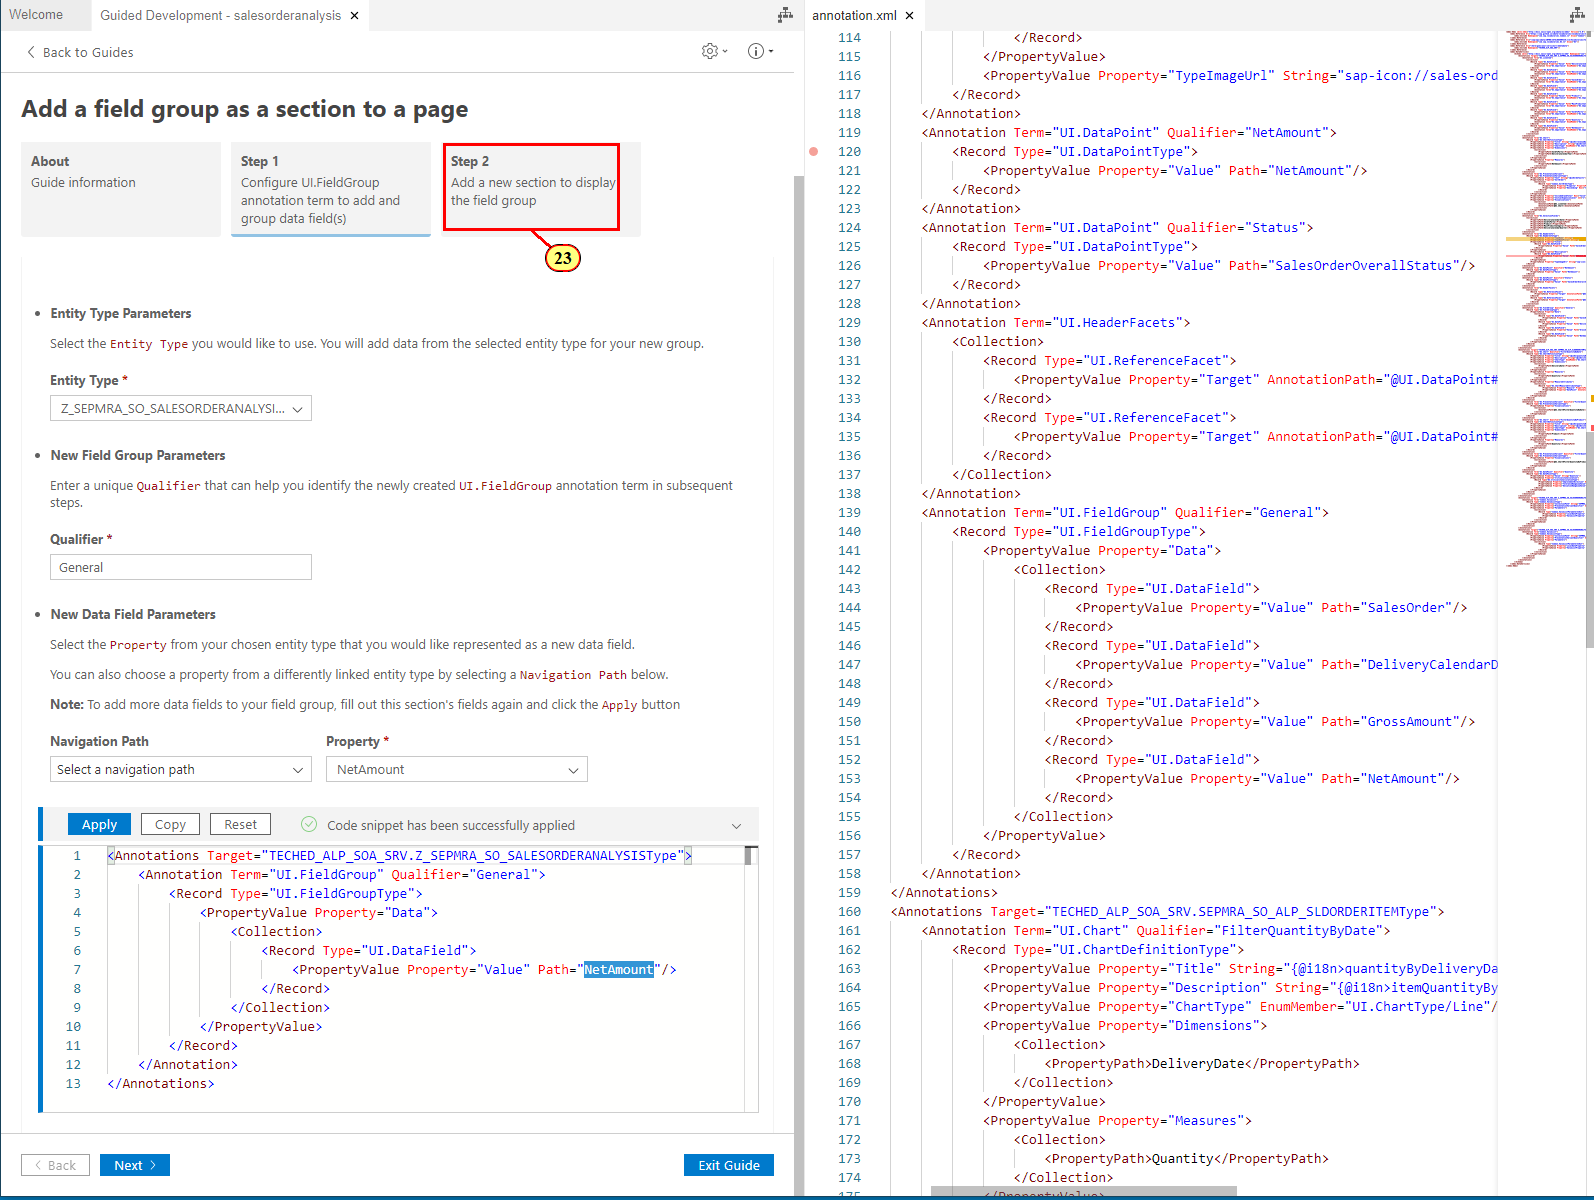 Welcome
Guided Development - salesorderanalysis ×
Back to Guides
Add a field group as a section to a page
About
Guide information
Step 1
Configure UI.FieldGroup
annotation term to add and
group data field(s)
Step 2
Add a new section to display
the field group
23
Entity Type Parameters
Select the Entity Type you would like to use. You will add data from the selected entity type for your new group.
Entity Type *
Z_SEPMRA_SO_SALESORDERANALYSI...
New Field Group Parameters
Enter a unique Qualifier that can help you identify the newly created UI.FieldGroup annotation term in subsequent
steps.
Qualifier *
General
New Data Field Parameters
Select the Property from your chosen entity type that you would like represented as a new data field.
You can also choose a property from a differently linked entity type by selecting a Navigation Path below.
Note: To add more data fields to your field group, fill out this section's fields again and click the Apply button
Navigation Path
Property *
Select a navigation path
NetAmount
Apply
Copy
Reset
Code snippet has been successfully applied
1 <Annotations Target="TECHED_ALP_SOA_SRV.Z_SEPMRA_SO_SALESORDERANALYSISType">
2 <Annotation Term="UI.FieldGroup" Qualifier="General">
3 <Record Type="UI.FieldGroupType">
4 <PropertyValue Property="Data">
5 <Collection>
6 <Record Type="UI.DataField">
7 <PropertyValue Property="Value" Path="NetAmount"/>
8 </Record>
9 </Collection>
10 </PropertyValue>
11 </Record>
12 </Annotation>
13 </Annotations>
Back
Next
Exit Guide
annotation.xml ×
114 </Record>
115 </PropertyValue>
116 <PropertyValue Property="TypeImageUrl" String="sap-icon://sales-ord
117 </Record>
118 </Annotation>
119 <Annotation Term="UI.DataPoint" Qualifier="NetAmount">
120 <Record Type="UI.DataPointType">
121 <PropertyValue Property="Value" Path="NetAmount"/>
122 </Record>
123 </Annotation>
124 <Annotation Term="UI.DataPoint" Qualifier="Status">
125 <Record Type="UI.DataPointType">
126 <PropertyValue Property="Value" Path="SalesOrderOverallStatus"/>
127 </Record>
128 </Annotation>
129 <Annotation Term="UI.HeaderFacets">
130 <Collection>
131 <Record Type="UI.ReferenceFacet">
132 <PropertyValue Property="Target" AnnotationPath="@UI.DataPoint#
133 </Record>
134 <Record Type="UI.ReferenceFacet">
135 <PropertyValue Property="Target" AnnotationPath="@UI.DataPoint#
136 </Record>
137 </Collection>
138 </Annotation>
139 <Annotation Term="UI.FieldGroup" Qualifier="General">
140 <Record Type="UI.FieldGroupType">
141 <PropertyValue Property="Data">
142 <Collection>
143 <Record Type="UI.DataField">
144 <PropertyValue Property="Value" Path="SalesOrder"/>
145 </Record>
146 <Record Type="UI.DataField">
147 <PropertyValue Property="Value" Path="DeliveryCalendarD
148 </Record>
149 <Record Type="UI.DataField">
150 <PropertyValue Property="Value" Path="GrossAmount"/>
151 </Record>
152 <Record Type="UI.DataField">
153 <PropertyValue Property="Value" Path="NetAmount"/>
154 </Record>
155 </Collection>
156 </PropertyValue>
157 </Record>
158 </Annotation>
159 </Annotations>
160 <Annotations Target="TECHED_ALP_SOA_SRV.SEPMRA_SO_ALP_SLDORDERITEMType">
161 <Annotation Term="UI.Chart" Qualifier="FilterQuantityByDate">
162 <Record Type="UI.ChartDefinitionType">
163 <PropertyValue Property="Title" String="{@i18n>quantityByDeliveryDa
164 <PropertyValue Property="Description" String="{@i18n>itemQuantityBy
165 <PropertyValue Property="ChartType" EnumMember="UI.ChartType/Line"/
166 <PropertyValue Property="Dimensions">
167 <Collection>
168 <PropertyPath>DeliveryDate</PropertyPath>
169 </Collection>
170 </PropertyValue>
171 <PropertyValue Property="Measures">
172 <Collection>
173 <PropertyPath>Quantity</PropertyPath>
174 </Collection>
175 </PropertyValue>